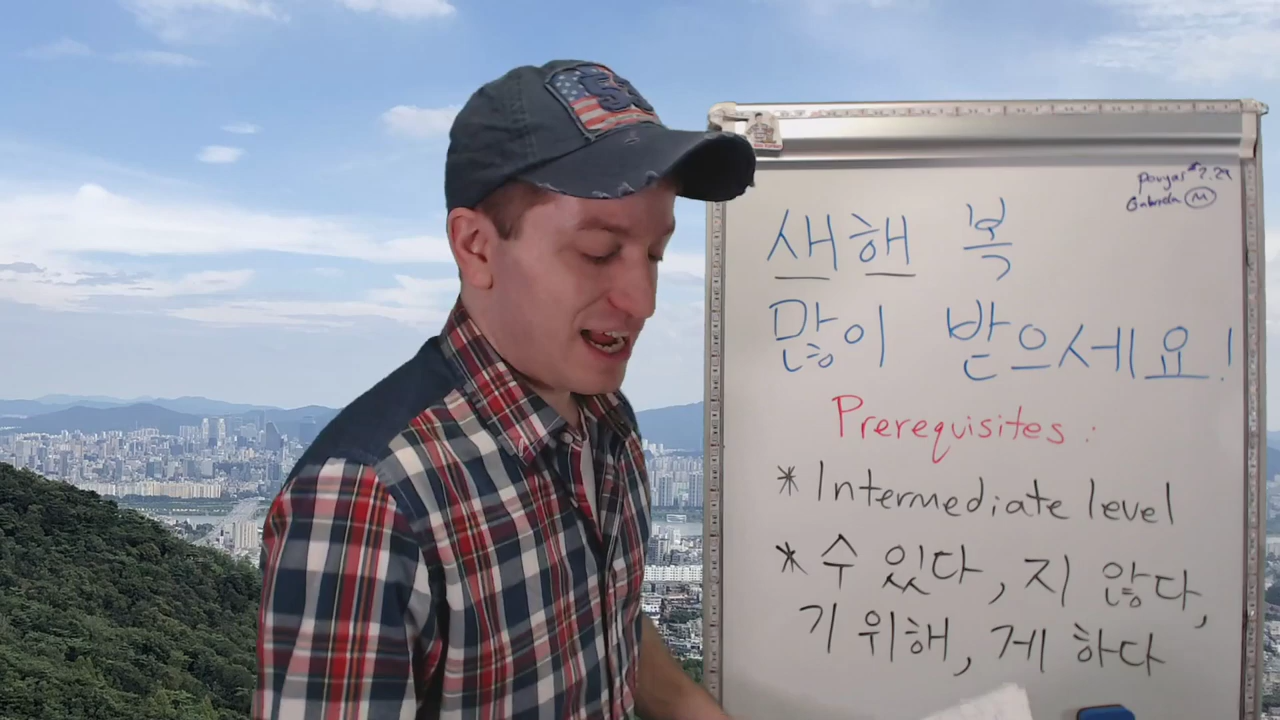 새해 복
많이 받으세요!
Prerequisites:
* Intermediate level
* 수 있다, 지 않다,
기 위해, 게 하다